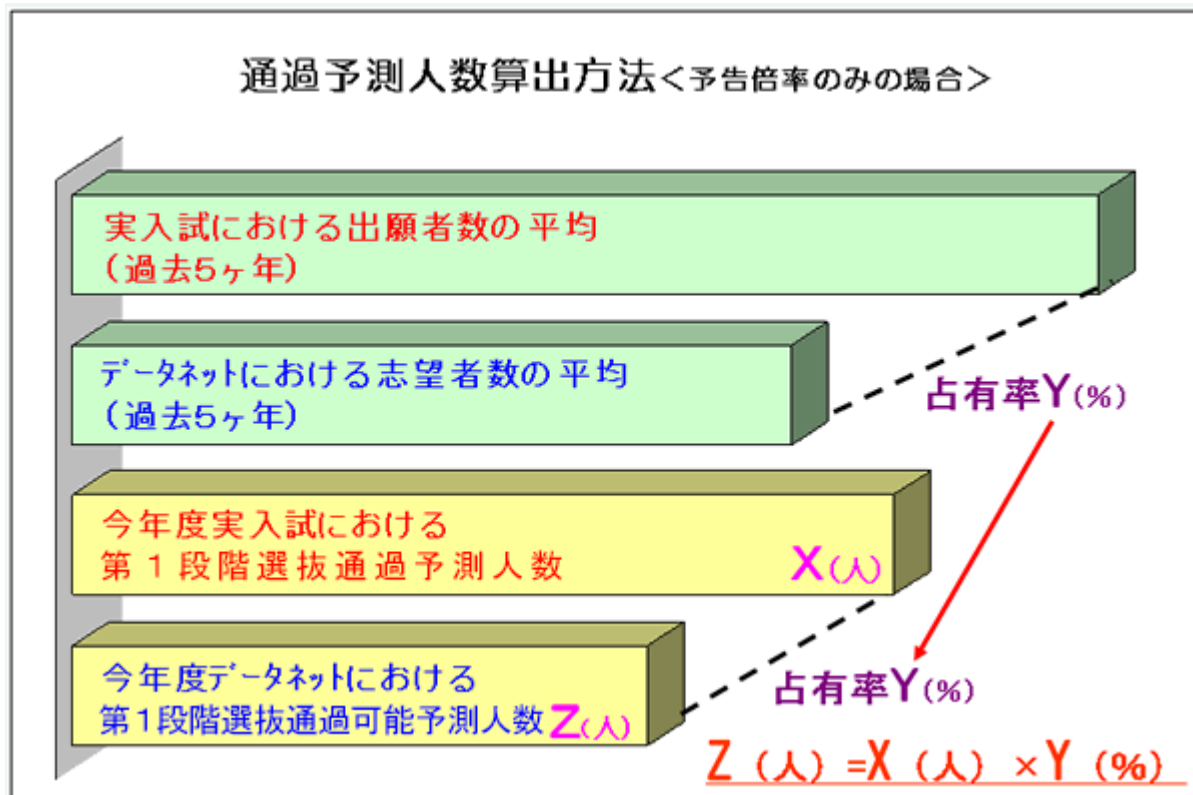 通過予測人数算出方法＜予告倍率のみの場合＞
実入試における出願者数の平均
（過去５ヶ年）
ﾃﾞｰﾀﾈｯﾄにおける志望者数の平均
（過去５ヶ年）
占有率Y(%)
今年度実入試における
第１段階選抜通過予測人数 X(人)
今年度ﾃﾞｰﾀﾈｯﾄにおける
第１段階選抜通過可能予測人数 Z(人)
占有率Y(%)
Z (人) =X (人) ×Y (%)